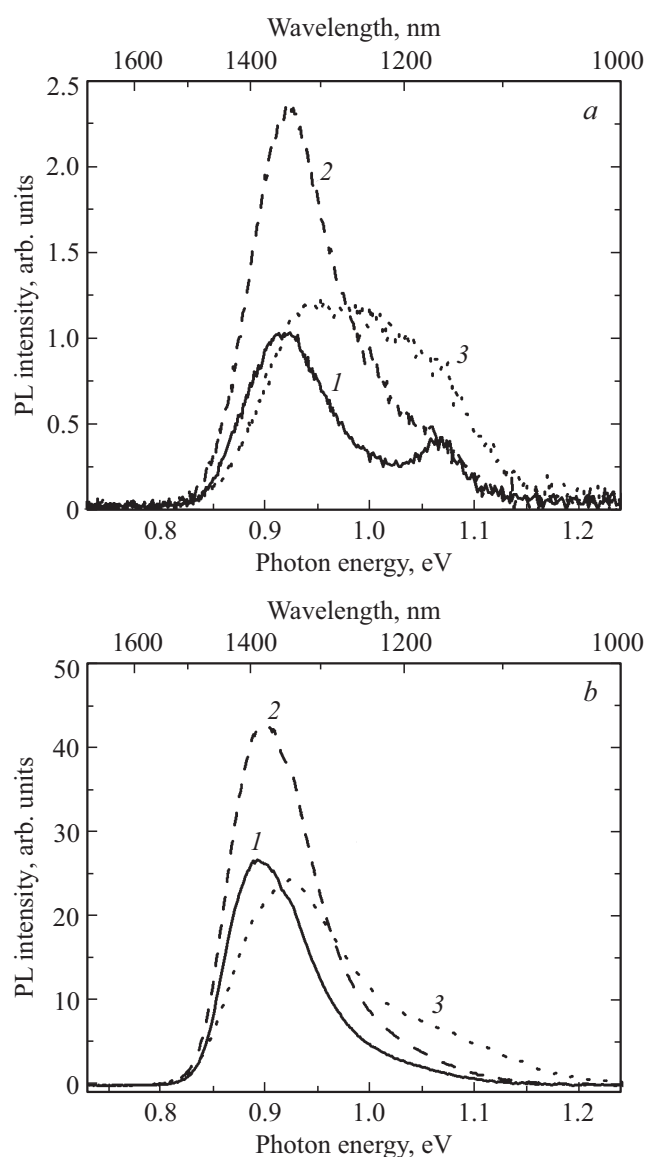 Wavelength, nm
1600 1400 1200 1000
a
2.5
2.0
1.5
1.0
0.5
0
PL intensity, arb. units
2
3
1
0.8 0.9 1.0 1.1 1.2
Photon energy, eV
Wavelength, nm
1600 1400 1200 1000
b
50
40
30
20
10
0
PL intensity, arb. units
2
1
3
0.8 0.9 1.0 1.1 1.2
Photon energy, eV